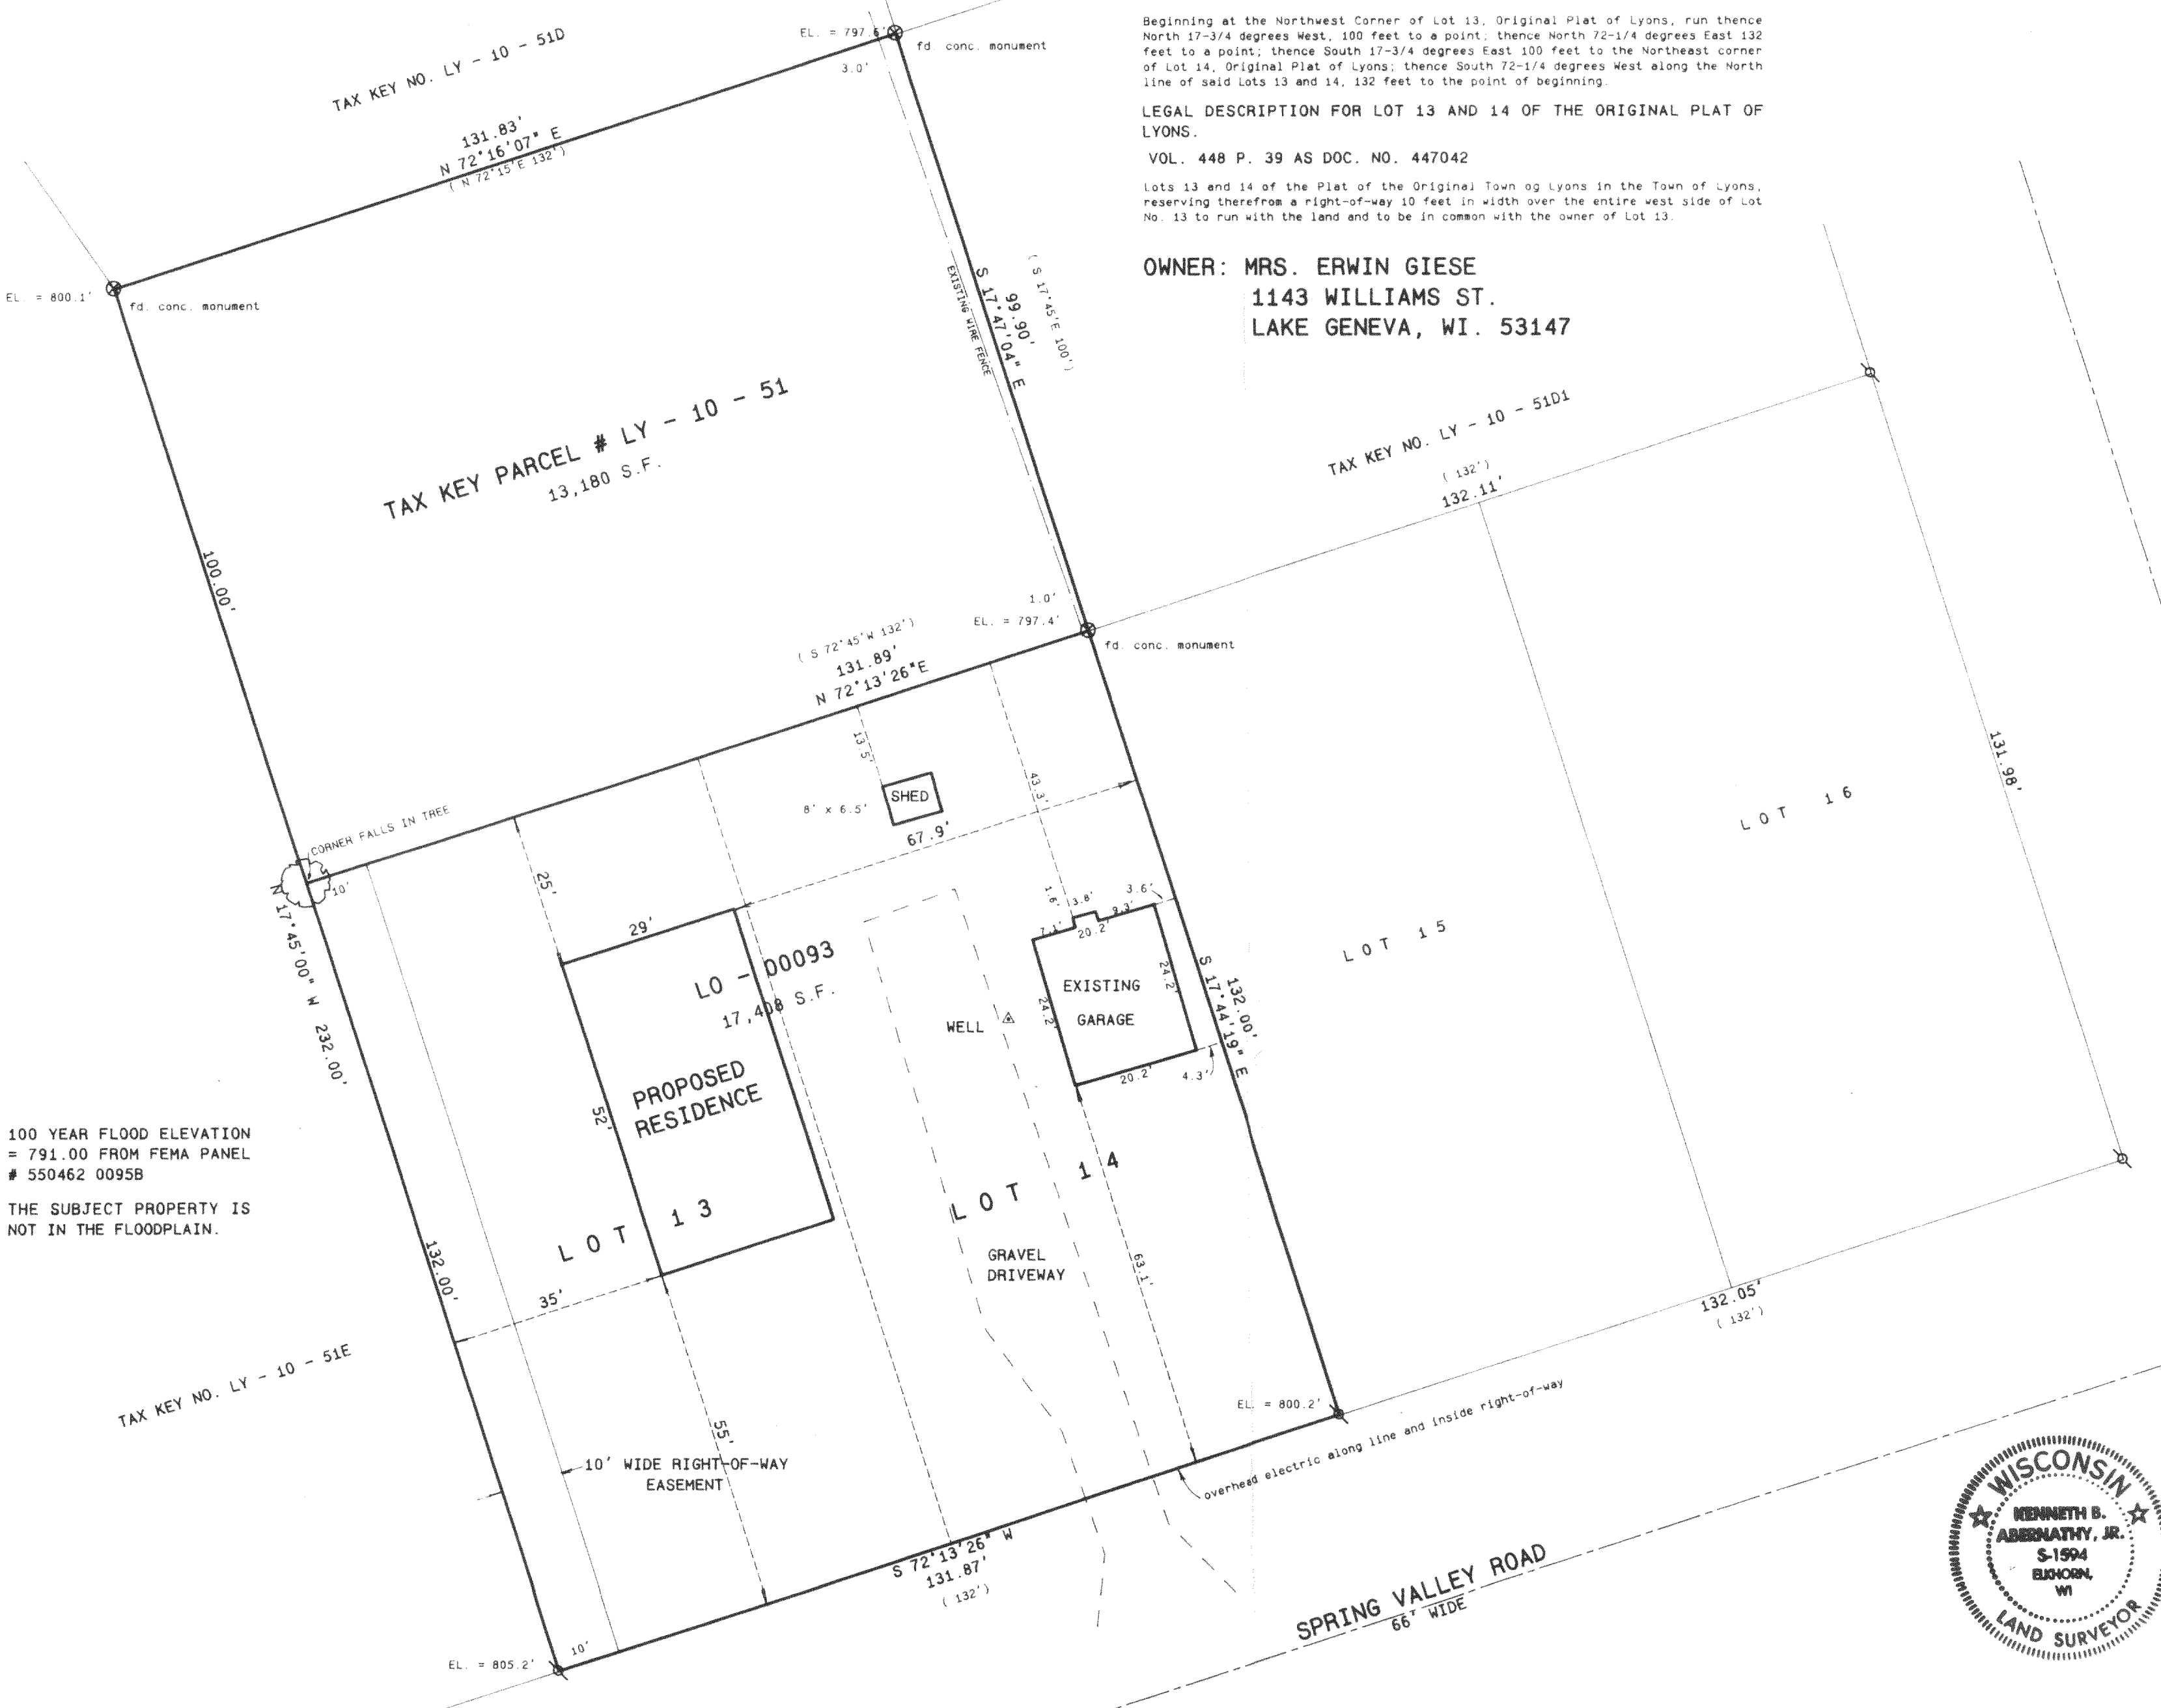 Beginning at the Northwest Corner of Lot 13, Original Plat of Lyons, run thence
North 17-3/4 degrees West, 100 feet to a point; thence North 72-1/4 degrees East 132
feet to a point; thence South 17-3/4 degrees East 100 feet to the Northeast corner
of Lot 14, Original Plat of Lyons; thence South 72-1/4 degrees West along the North
line of said Lots 13 and 14, 132 feet to the point of beginning.
LEGAL DESCRIPTION FOR LOT 13 AND 14 OF THE ORIGINAL PLAT OF
LYONS.
VOL. 448 P. 39 AS DOC. NO. 447042
Lots 13 and 14 of the Plat of the Original Town og Lyons in the Town of Lyons,
reserving therefrom a right-of-way 10 feet in width over the entire west side of Lot
No. 13 to run with the land and to be in common with the owner of Lot 13.
OWNER: MRS. ERWIN GIESE
1143 WILLIAMS ST.
LAKE GENEVA, WI. 53147
TAX KEY NO. LY - 10 - 51D
EL. = 797.6'
fd. conc. monument
3.0'
131.83'
N 72°16'07" E
( N 72°15'E 132')
EL. = 800.1'
fd. conc. monument
EXISTING WIRE FENCE
99.90'
S 17°47'04" E
( S 17°45'E 100')
TAX KEY PARCEL # LY - 10 - 51
13,180 S.F.
100.00'
TAX KEY NO. LY - 10 - 51D1
( 132')
132.11'
1.0'
EL. = 797.4'
fd. conc. monument
( S 72°45'W 132')
131.89'
N 72°13'26"E
13.5'
43.3'
SHED
8' x 6.5'
67.9'
CORNER FALLS IN TREE
10'
25'
29'
LO - 00093
17,408 S.F.
1.6'
3.8'
3.6'
7.1'
9.3'
20.2'
EXISTING
GARAGE
24.2'
24.2'
20.2'
4.3'
WELL
132.00'
S 17°44'19" E
LOT 15
LOT 16
131.98'
N 17°45'00" W 232.00'
PROPOSED
RESIDENCE
52'
100 YEAR FLOOD ELEVATION
= 791.00 FROM FEMA PANEL
# 550462 0095B
THE SUBJECT PROPERTY IS
NOT IN THE FLOODPLAIN.
LOT 13
LOT 14
GRAVEL
DRIVEWAY
63.1'
132.00'
35'
TAX KEY NO. LY - 10 - 51E
55'
10' WIDE RIGHT-OF-WAY
EASEMENT
EL. = 800.2'
overhead electric along line and inside right-of-way
132.05'
( 132')
S 72°13'26" W
131.87'
( 132')
10'
EL. = 805.2'
SPRING VALLEY ROAD
66' WIDE
WISCONSIN
KENNETH B.
ABERNATHY, JR.
S-1594
ELKHORN,
WI
LAND SURVEYOR